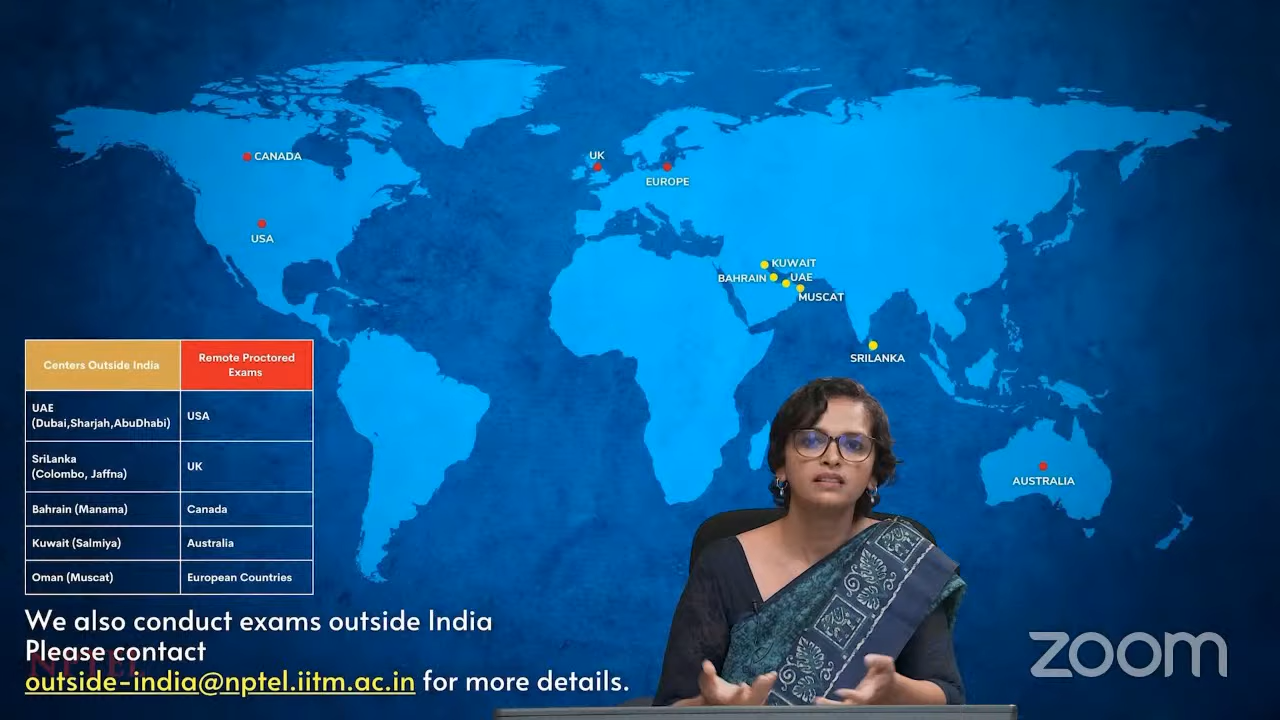 CANADA
UK
EUROPE
USA
KUWAIT
BAHRAIN
UAE
MUSCAT
SRILANKA
AUSTRALIA
Centers Outside India
Remote Proctored
Exams
UAE
(Dubai,Sharjah,AbuDhabi)
USA
SriLanka
(Colombo, Jaffna)
UK
Bahrain (Manama)
Canada
Kuwait (Salmiya)
Australia
Oman (Muscat)
European Countries
We also conduct exams outside India
Please contact
outside-india@nptel.iitm.ac.in for more details.
NPTEL
zoom